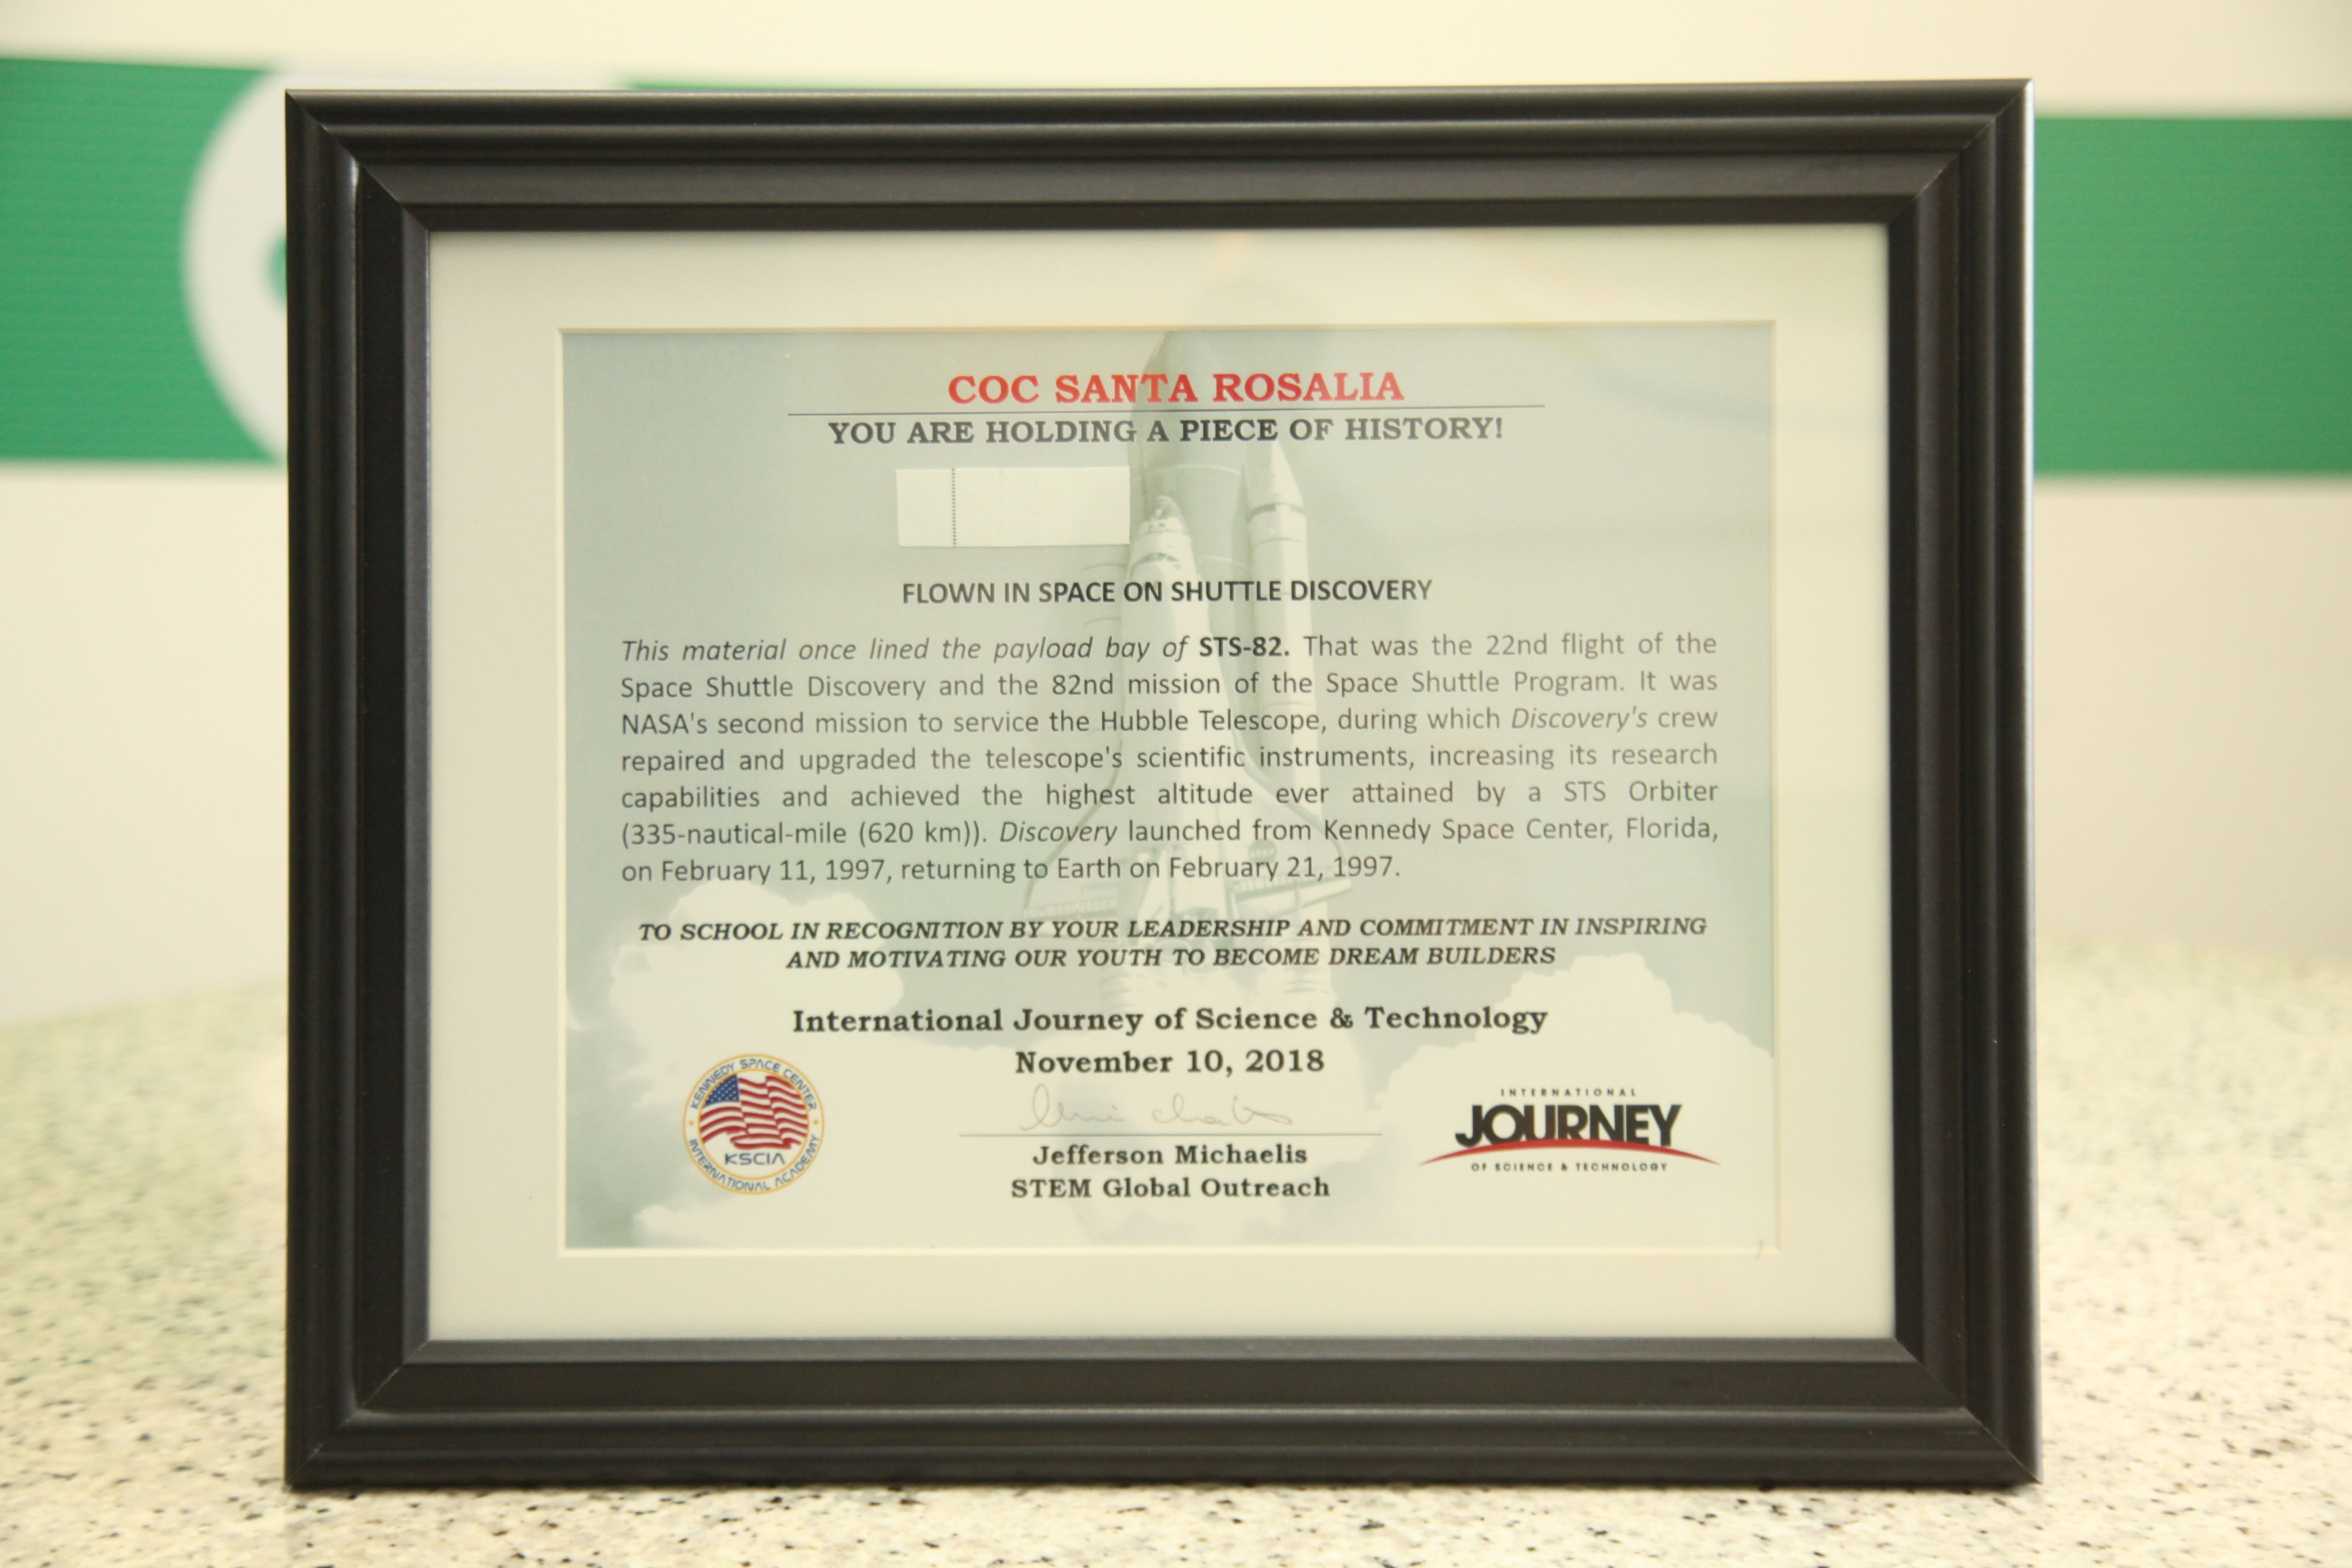 COC SANTA ROSALIA
YOU ARE HOLDING A PIECE OF HISTORY!
FLOWN IN SPACE ON SHUTTLE DISCOVERY
This material once lined the payload bay of STS-82. That was the 22nd flight of the
Space Shuttle Discovery and the 82nd mission of the Space Shuttle Program. It was
NASA's second mission to service the Hubble Telescope, during which Discovery's crew
repaired and upgraded the telescope's scientific instruments, increasing its research
capabilities and achieved the highest altitude ever attained by a STS Orbiter
(335-nautical-mile (620 km)). Discovery launched from Kennedy Space Center, Florida,
on February 11, 1997, returning to Earth on February 21, 1997.
TO SCHOOL IN RECOGNITION BY YOUR LEADERSHIP AND COMMITMENT IN INSPIRING
AND MOTIVATING OUR YOUTH TO BECOME DREAM BUILDERS
International Journey of Science & Technology
November 10, 2018
Jefferson Michaelis
STEM Global Outreach
KENNEDY SPACE CENTER
KSCIA
INTERNATIONAL ACADEMY
INTERNATIONAL
JOURNEY
OF SCIENCE & TECHNOLOGY